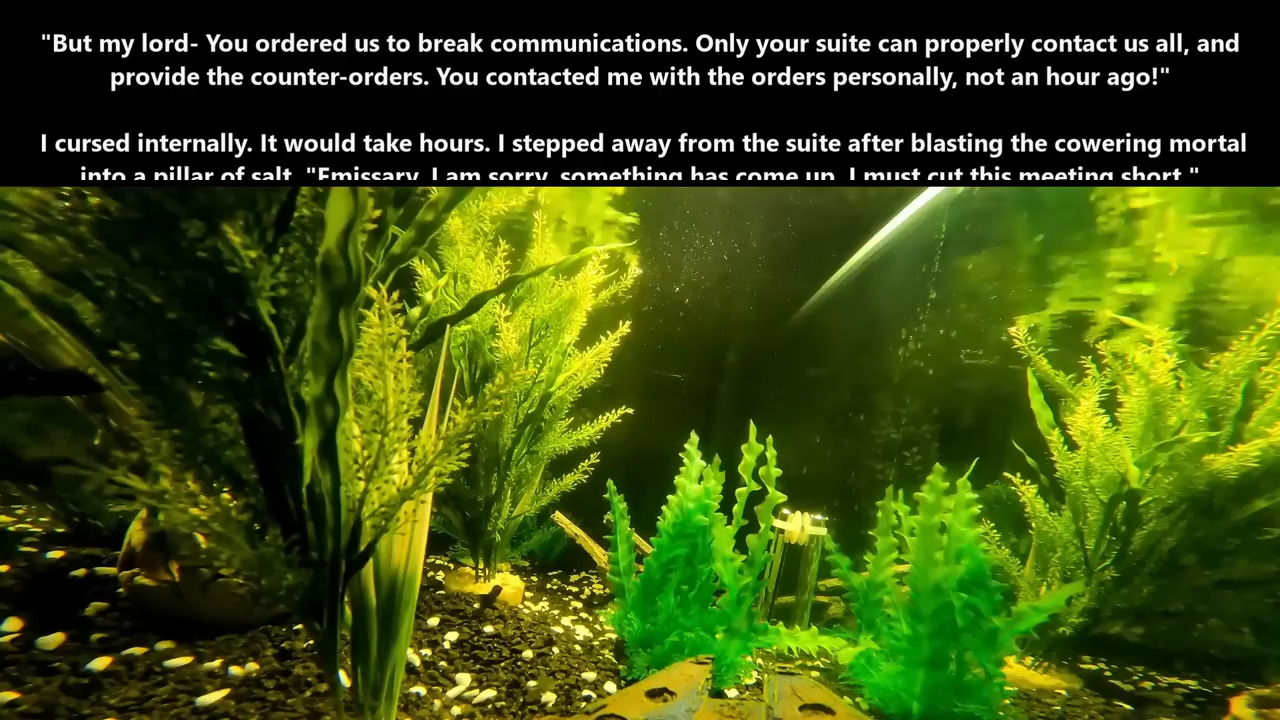 "But my lord- You ordered us to break communications. Only your suite can properly contact us all, and
provide the counter-orders. You contacted me with the orders personally, not an hour ago!"
I cursed internally. It would take hours. I stepped away from the suite after blasting the cowering mortal
into a pillar of salt. "Emissary, I am sorry, something has come up. I must cut this meeting short."